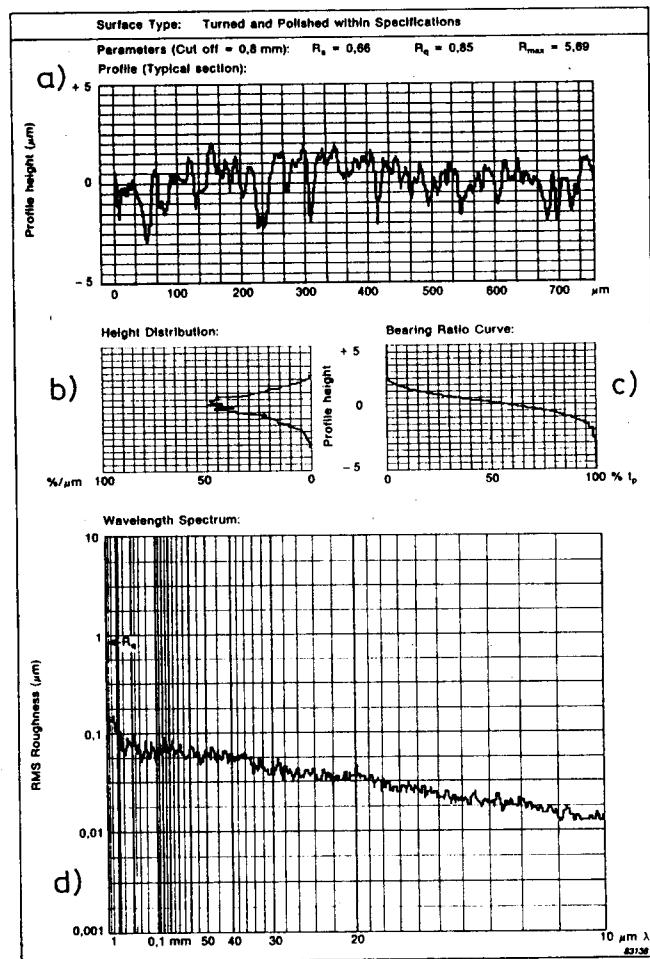 Surface Type: Turned and Polished within Specifications
Parameters (Cut off = 0,8 mm): Ra = 0,66 Rq = 0,85 Rmax = 5,69
Profile (Typical section):
a)
+ 5
Profile height (µm)
0
– 5
0 100 200 300 400 500 600 700 µm
Height Distribution:
Bearing Ratio Curve:
b)
c)
+ 5
Profile height
0
– 5
%/µm 100 50 0
0 50 100 % tp
Wavelength Spectrum:
10
1
Rq
RMS Roughness (µm)
0,1
0,01
d)
0,001
1 0,1 mm 50 40 30 20 10 µm λ
83138